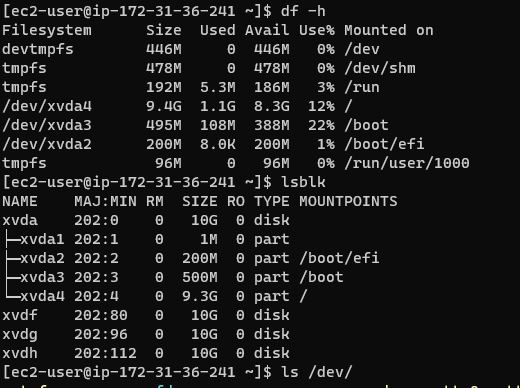 [ec2-user@ip-172-31-36-241 ~]$ df -h
Filesystem      Size  Used Avail Use% Mounted on
devtmpfs        446M     0  446M   0% /dev
tmpfs           478M     0  478M   0% /dev/shm
tmpfs           192M  5.3M  186M   3% /run
/dev/xvda4      9.4G  1.1G  8.3G  12% /
/dev/xvda3      495M  108M  388M  22% /boot
/dev/xvda2      200M  8.0K  200M   1% /boot/efi
tmpfs            96M     0   96M   0% /run/user/1000
[ec2-user@ip-172-31-36-241 ~]$ lsblk
NAME    MAJ:MIN RM  SIZE RO TYPE MOUNTPOINTS
xvda    202:0    0   10G  0 disk
├─xvda1 202:1    0    1M  0 part
├─xvda2 202:2    0  200M  0 part /boot/efi
├─xvda3 202:3    0  500M  0 part /boot
└─xvda4 202:4    0  9.3G  0 part /
xvdf    202:80   0   10G  0 disk
xvdg    202:96   0   10G  0 disk
xvdh    202:112  0   10G  0 disk
[ec2-user@ip-172-31-36-241 ~]$ ls /dev/